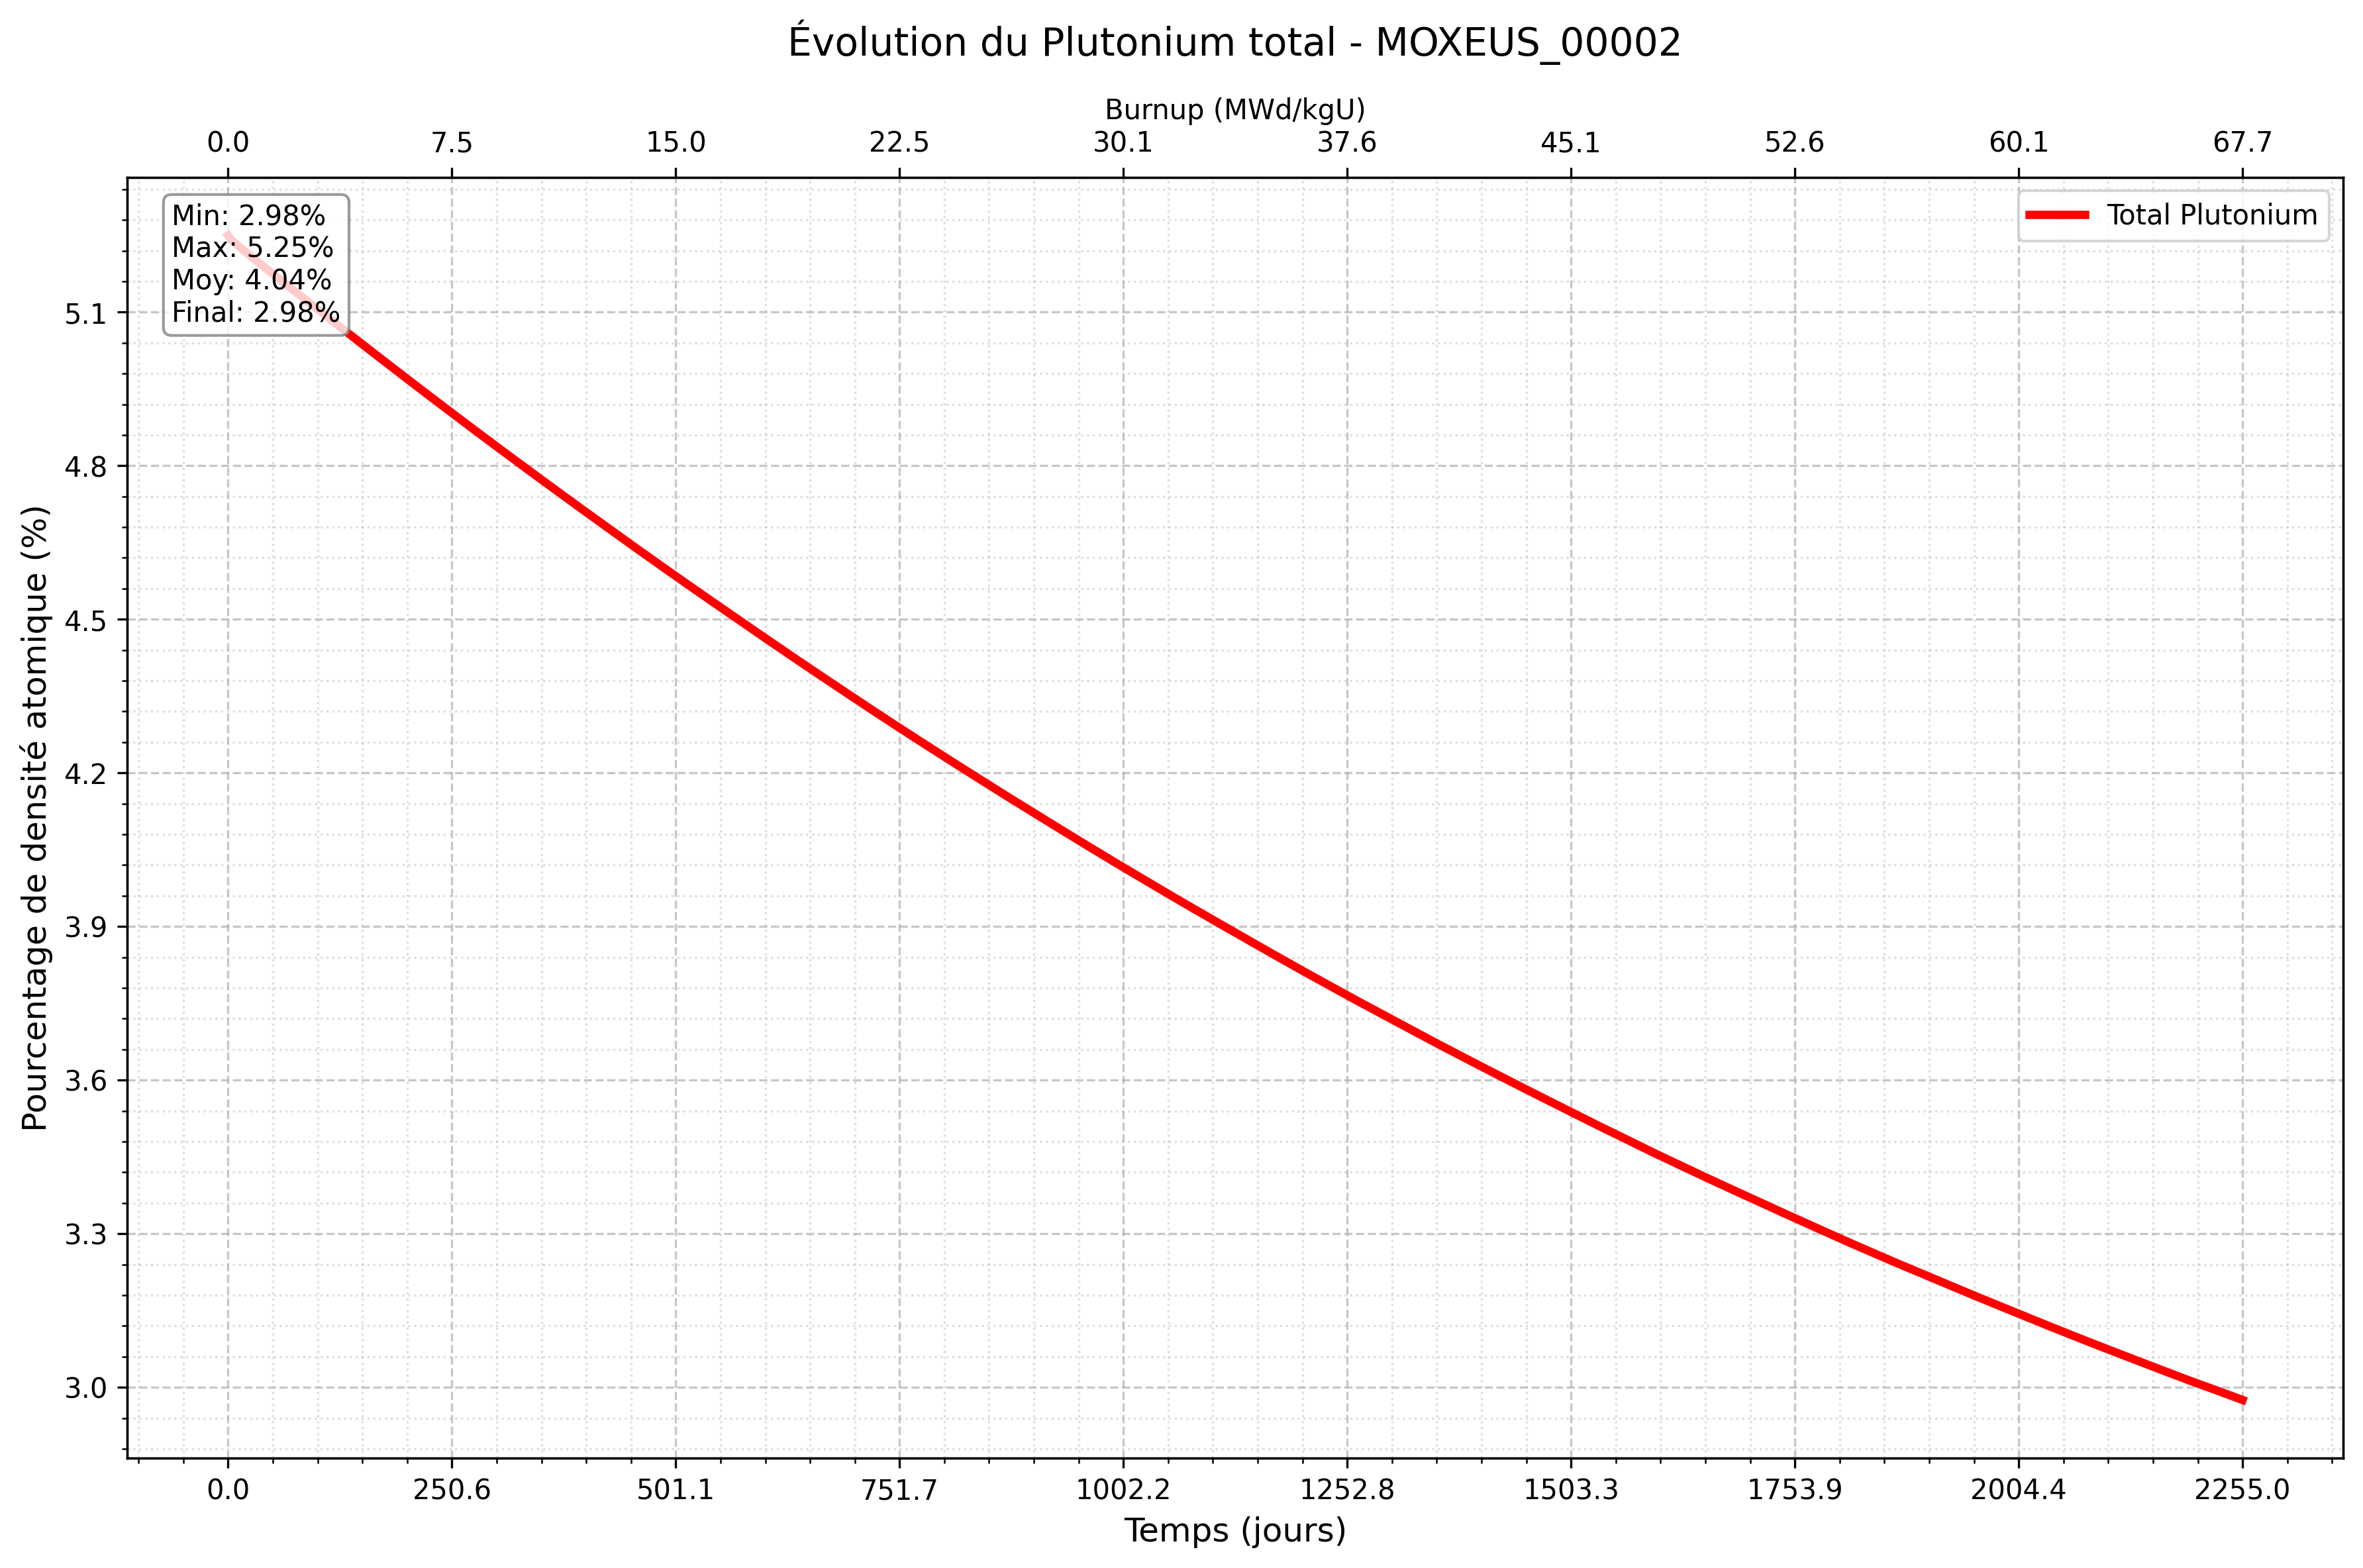 Évolution du Plutonium total - MOXEUS_00002
Burnup (MWd/kgU)
0.0 7.5 15.0 22.5 30.1 37.6 45.1 52.6 60.1 67.7
Min: 2.98%
Max: 5.25%
Moy: 4.04%
Final: 2.98%
Total Plutonium
Pourcentage de densité atomique (%)
5.1
4.8
4.5
4.2
3.9
3.6
3.3
3.0
0.0 250.6 501.1 751.7 1002.2 1252.8 1503.3 1753.9 2004.4 2255.0
Temps (jours)